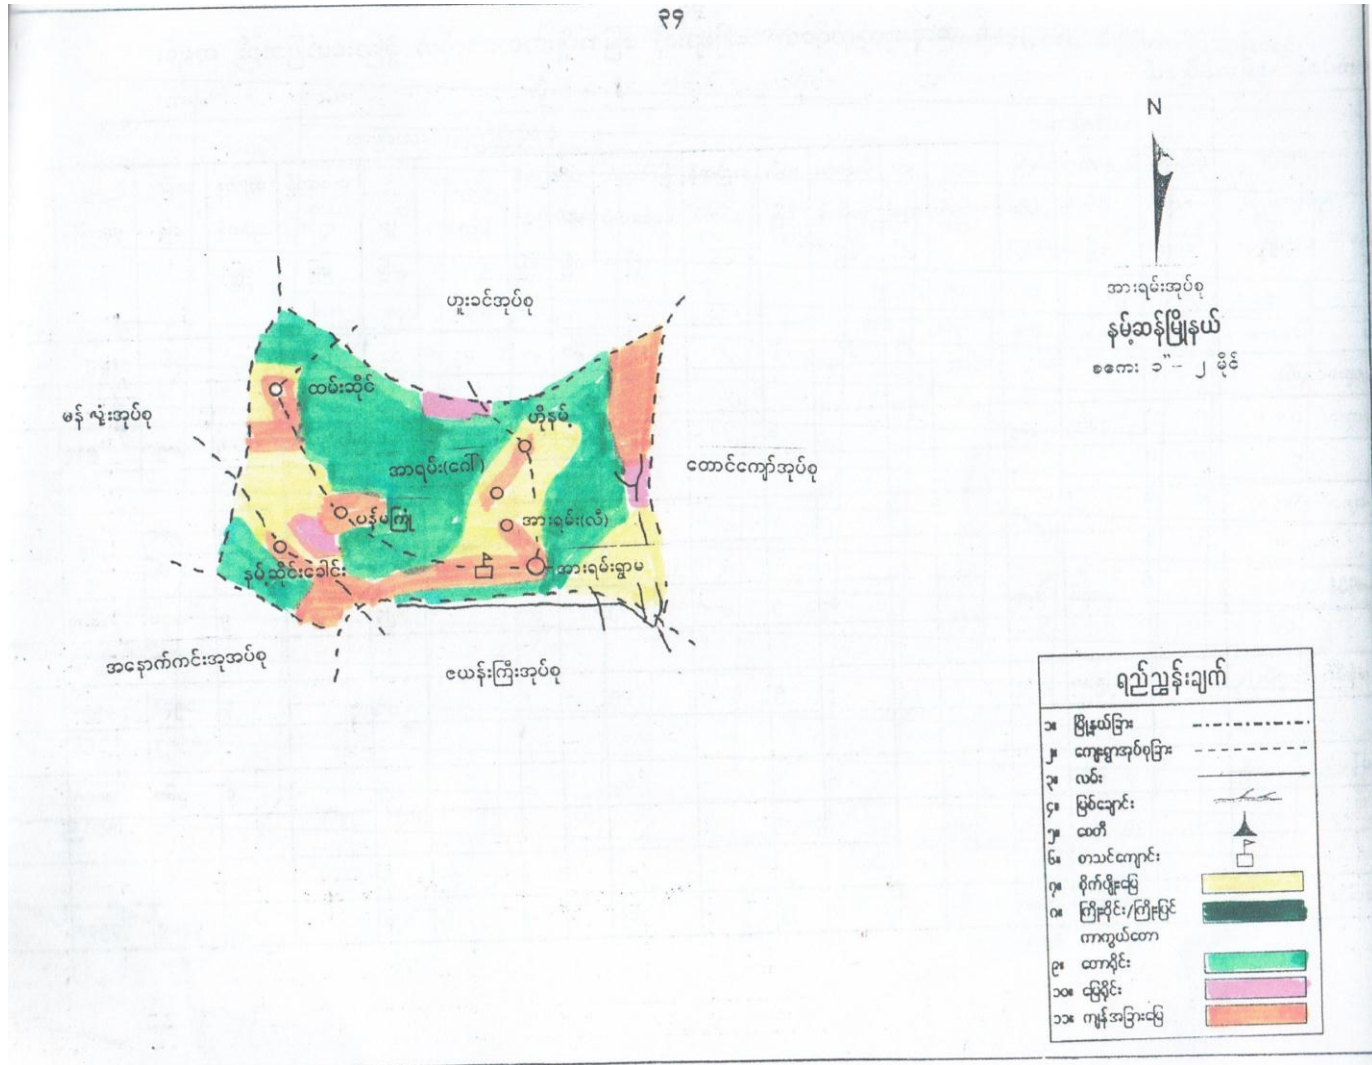 ၃၄
N
အားရမ်းအုပ်စု
နမ့်ဆန်မြို့နယ်
စကေး ၁" = ၂ မိုင်
ဟူးခင်အုပ်စု
ထမ်းဆိုင်
မန်လုံးအုပ်စု
ဟိုနမ့်
အာရမ်း(ဂေါ်)
တောင်ကျော်အုပ်စု
ပန်မကြုံ
အားရမ်း(လီ)
နမ့်ဆိုင်းခေါင်း
အားရမ်းရွာမ
အနောက်ကင်းအုအပ်စု
ဇယန်းကြီးအုပ်စု
ရည်ညွှန်းချက်
၁။ မြို့နယ်ခြား
၂။ ကျေးရွာအုပ်စုခြား
၃။ လမ်း
၄။ မြစ်ချောင်း
၅။ စေတီ
၆။ စာသင်ကျောင်း
၇။ စိုက်ပျိုးမြေ
၈။ ကြိုးဝိုင်း/ကြိုးပြင်
ကာကွယ်တော
၉။ တောရိုင်း
၁၀။ မြေရိုင်း
၁၁။ ကျန်အခြားမြေ